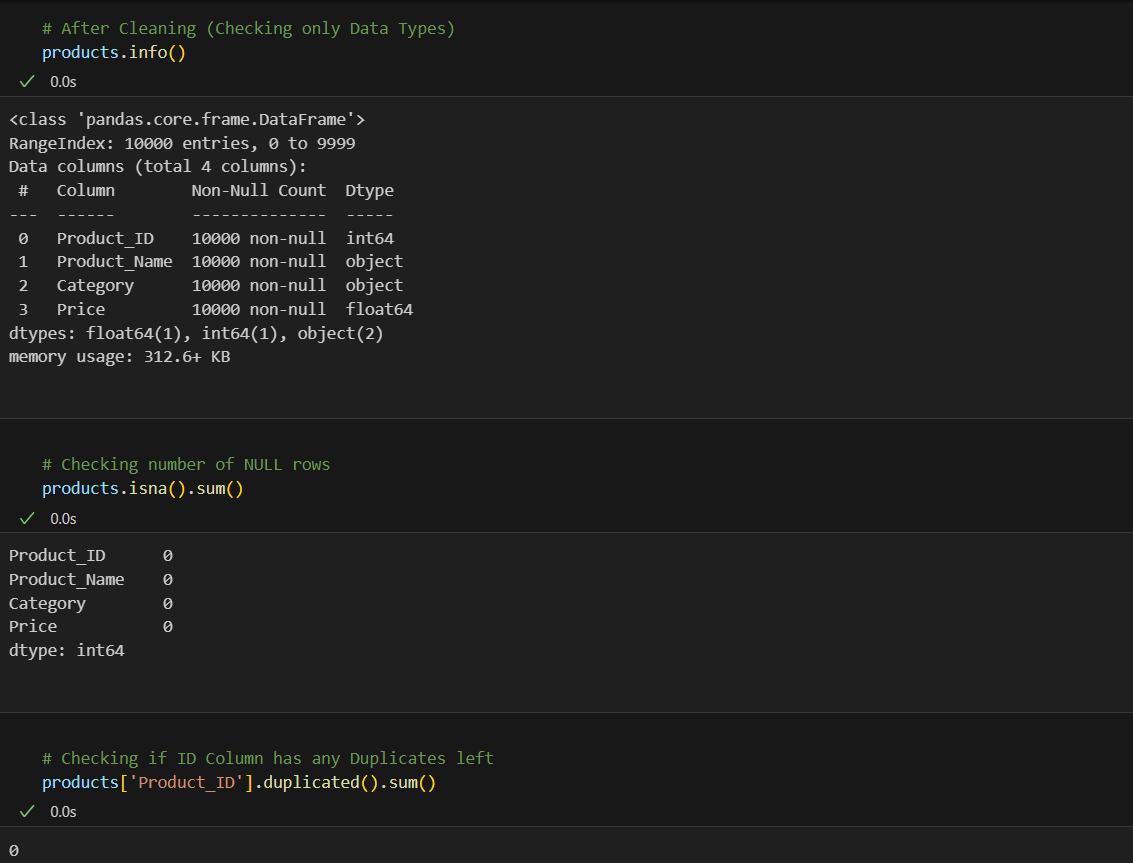 # After Cleaning (Checking only Data Types)
products.info()
✓ 0.0s
<class 'pandas.core.frame.DataFrame'>
RangeIndex: 10000 entries, 0 to 9999
Data columns (total 4 columns):
 #   Column        Non-Null Count  Dtype
---  ------        --------------  -----
 0   Product_ID    10000 non-null  int64
 1   Product_Name  10000 non-null  object
 2   Category      10000 non-null  object
 3   Price         10000 non-null  float64
dtypes: float64(1), int64(1), object(2)
memory usage: 312.6+ KB
# Checking number of NULL rows
products.isna().sum()
✓ 0.0s
Product_ID      0
Product_Name    0
Category        0
Price           0
dtype: int64
# Checking if ID Column has any Duplicates left
products['Product_ID'].duplicated().sum()
✓ 0.0s
0